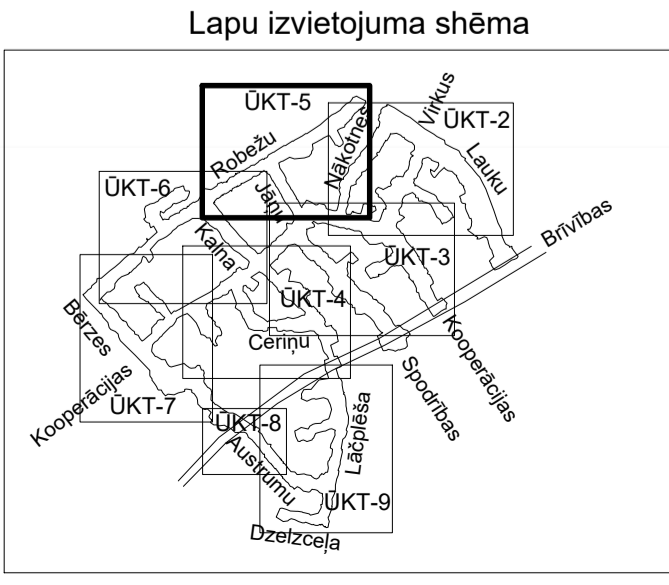 Lapu izvietojuma shēma
ŪKT-5
Virkus
ŪKT-2
Nākotnes
Robežu
Lauku
ŪKT-6
Jāņu
Kalna
Brīvības
ŪKT-3
ŪKT-4
Bērzes
Ceriņu
Kooperācijas
Spodrības
Kooperācijas
ŪKT-7
Lāčplēša
ŪKT-8
Austrumu
ŪKT-9
Dzelzceļa